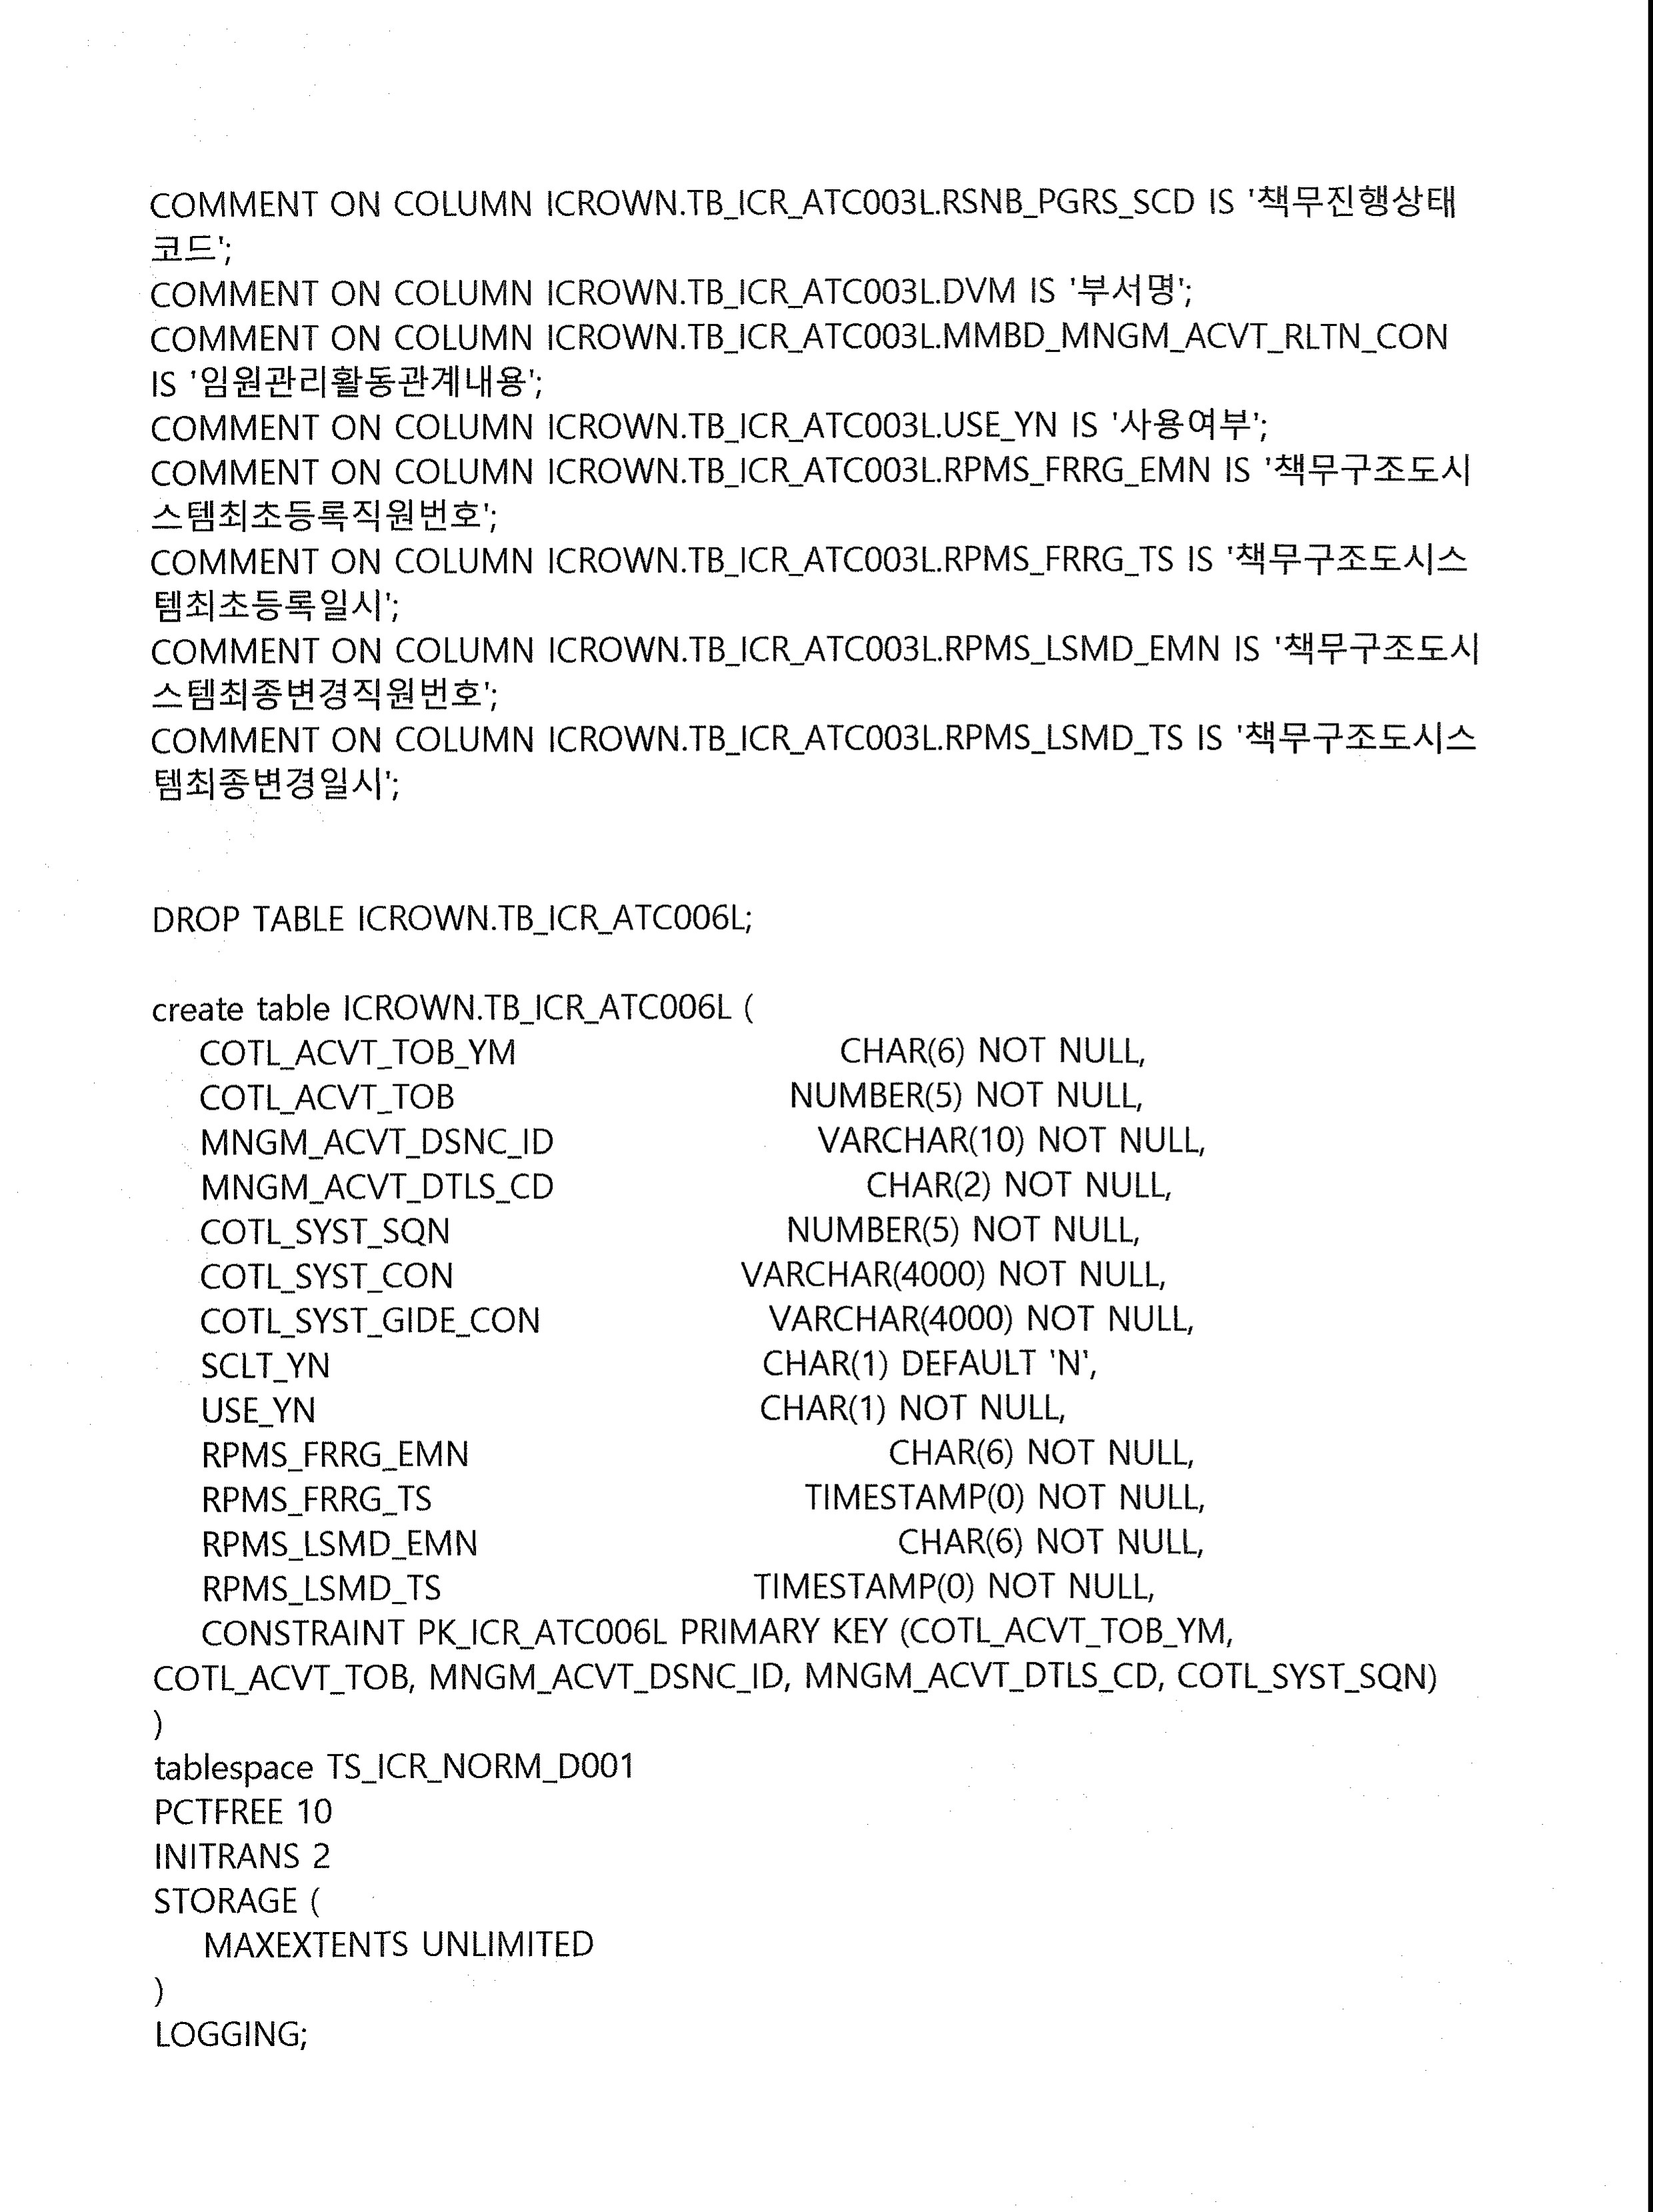 COMMENT ON COLUMN ICROWN.TB_ICR_ATC003L.RSNB_PGRS_SCD IS '책무진행상태
코드';
COMMENT ON COLUMN ICROWN.TB_ICR_ATC003L.DVM IS '부서명';
COMMENT ON COLUMN ICROWN.TB_ICR_ATC003L.MMBD_MNGM_ACVT_RLTN_CON
IS '임원관리활동관계내용';
COMMENT ON COLUMN ICROWN.TB_ICR_ATC003L.USE_YN IS '사용여부';
COMMENT ON COLUMN ICROWN.TB_ICR_ATC003L.RPMS_FRRG_EMN IS '책무구조도시
스템최초등록직원번호';
COMMENT ON COLUMN ICROWN.TB_ICR_ATC003L.RPMS_FRRG_TS IS '책무구조도시스
템최초등록일시';
COMMENT ON COLUMN ICROWN.TB_ICR_ATC003L.RPMS_LSMD_EMN IS '책무구조도시
스템최종변경직원번호';
COMMENT ON COLUMN ICROWN.TB_ICR_ATC003L.RPMS_LSMD_TS IS '책무구조도시스
템최종변경일시';
DROP TABLE ICROWN.TB_ICR_ATC006L;
create table ICROWN.TB_ICR_ATC006L (
COTL_ACVT_TOB_YM CHAR(6) NOT NULL,
COTL_ACVT_TOB NUMBER(5) NOT NULL,
MNGM_ACVT_DSNC_ID VARCHAR(10) NOT NULL,
MNGM_ACVT_DTLS_CD CHAR(2) NOT NULL,
COTL_SYST_SQN NUMBER(5) NOT NULL,
COTL_SYST_CON VARCHAR(4000) NOT NULL,
COTL_SYST_GIDE_CON VARCHAR(4000) NOT NULL,
SCLT_YN CHAR(1) DEFAULT 'N',
USE_YN CHAR(1) NOT NULL,
RPMS_FRRG_EMN CHAR(6) NOT NULL,
RPMS_FRRG_TS TIMESTAMP(0) NOT NULL,
RPMS_LSMD_EMN CHAR(6) NOT NULL,
RPMS_LSMD_TS TIMESTAMP(0) NOT NULL,
CONSTRAINT PK_ICR_ATC006L PRIMARY KEY (COTL_ACVT_TOB_YM,
COTL_ACVT_TOB, MNGM_ACVT_DSNC_ID, MNGM_ACVT_DTLS_CD, COTL_SYST_SQN)
)
tablespace TS_ICR_NORM_D001
PCTFREE 10
INITRANS 2
STORAGE (
MAXEXTENTS UNLIMITED
)
LOGGING;